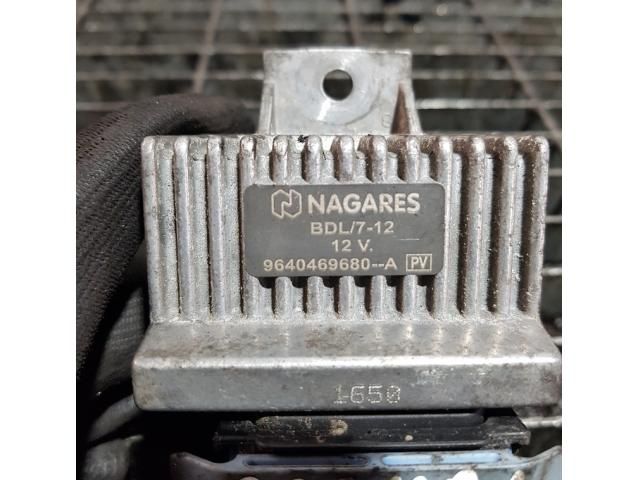 NAGARES
BDL/7-12
12 V.
9640469680--A PV
1650